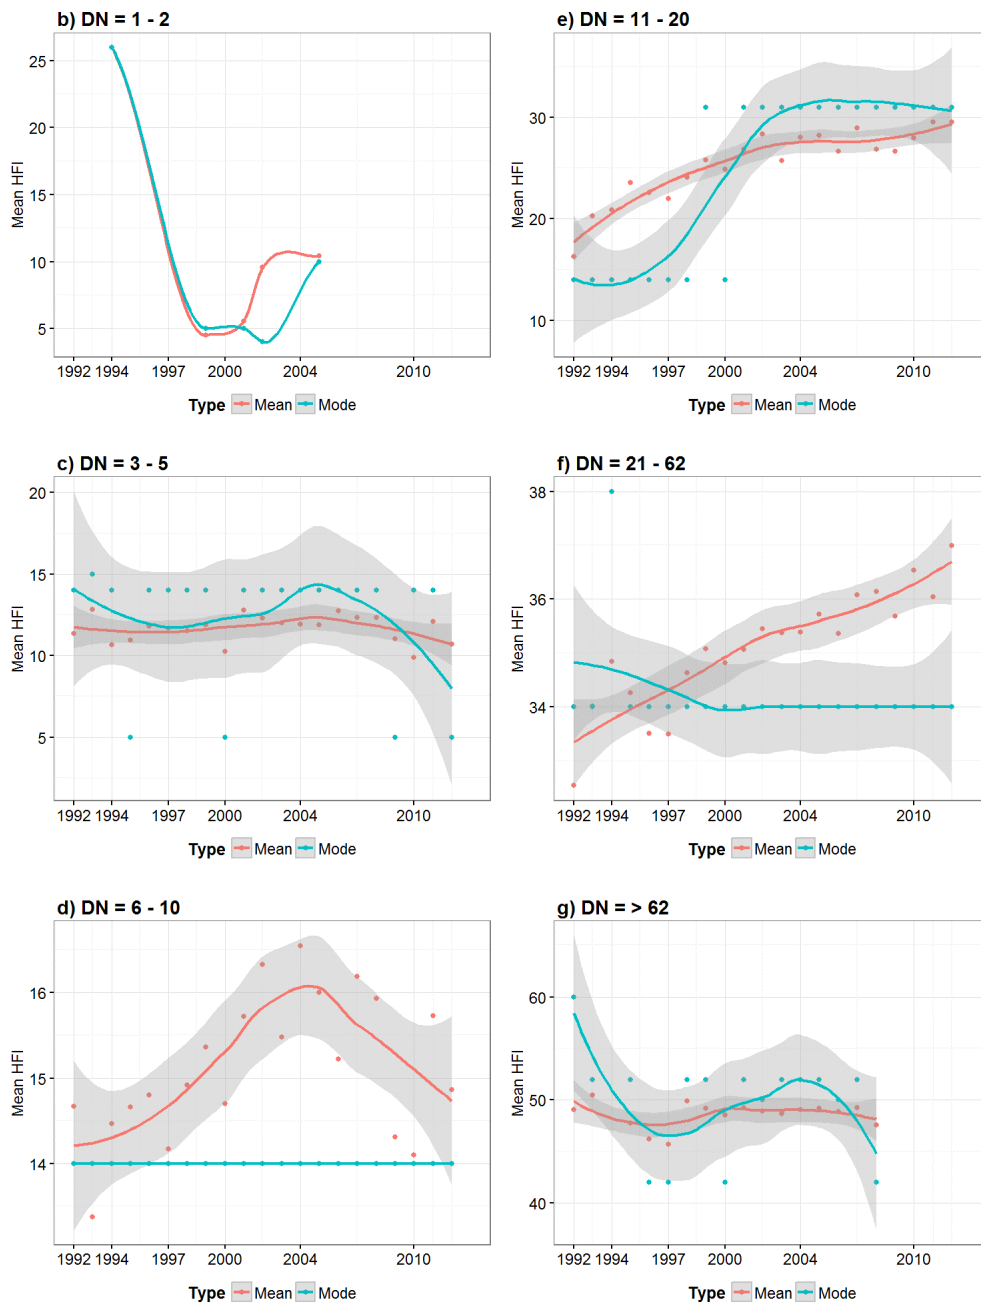 b) DN = 1 - 2
Mean HFI
25
20
15
10
5
1992 1994 1997 2000 2004 2010
Type Mean Mode
e) DN = 11 - 20
Mean HFI
30
20
10
1992 1994 1997 2000 2004 2010
Type Mean Mode
c) DN = 3 - 5
Mean HFI
20
15
10
5
1992 1994 1997 2000 2004 2010
Type Mean Mode
f) DN = 21 - 62
Mean HFI
38
36
34
1992 1994 1997 2000 2004 2010
Type Mean Mode
d) DN = 6 - 10
Mean HFI
16
15
14
1992 1994 1997 2000 2004 2010
Type Mean Mode
g) DN = > 62
Mean HFI
60
50
40
1992 1994 1997 2000 2004 2010
Type Mean Mode